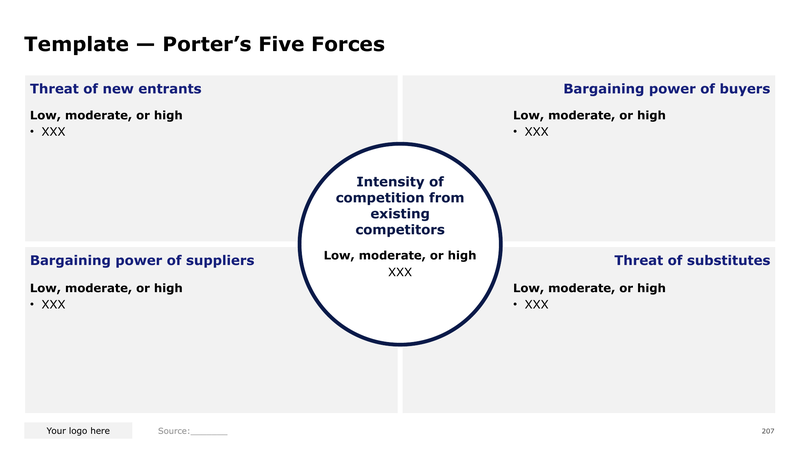 Template — Porter’s Five Forces
Threat of new entrants
Low, moderate, or high
• XXX
Bargaining power of buyers
Low, moderate, or high
• XXX
Intensity of
competition from
existing
competitors
Low, moderate, or high
XXX
Bargaining power of suppliers
Low, moderate, or high
• XXX
Threat of substitutes
Low, moderate, or high
• XXX
Your logo here
Source:_______
207